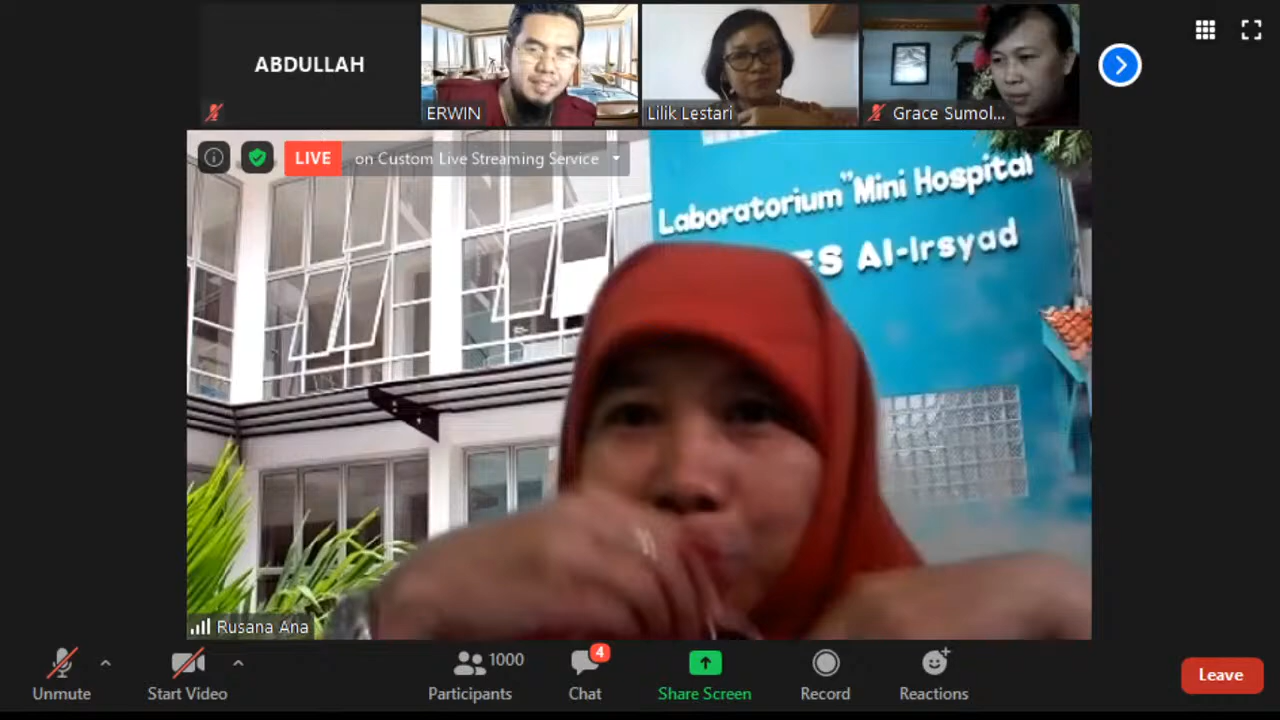 ABDULLAH
ERWIN
Lilik Lestari
Grace Sumol...
LIVE
on Custom Live Streaming Service
Laboratorium "Mini Hospital
ES Al-Irsyad
Rusana Ana
Unmute
Start Video
1000
Participants
4
Chat
Share Screen
Record
Reactions
Leave